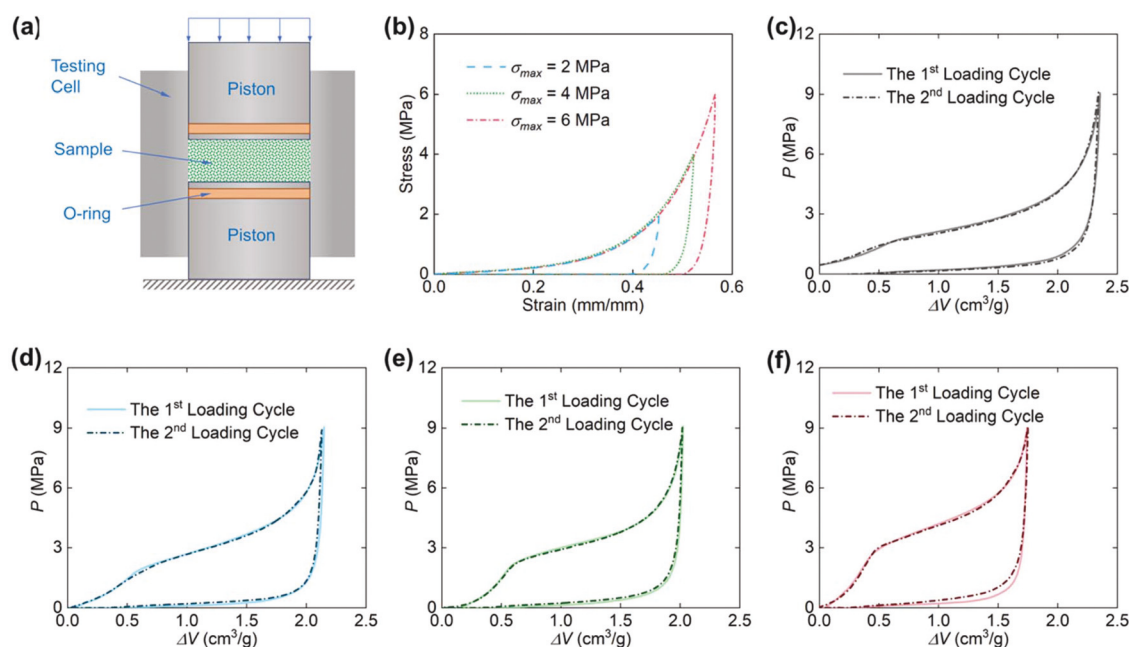 (a)
Testing
Cell
Piston
Sample
O-ring
Piston
(b)
σmax = 2 MPa
σmax = 4 MPa
σmax = 6 MPa
Stress (MPa)
8
6
4
2
0
0.0 0.2 0.4 0.6
Strain (mm/mm)
(c)
The 1st Loading Cycle
The 2nd Loading Cycle
P (MPa)
12
9
6
3
0
0.0 0.5 1.0 1.5 2.0 2.5
ΔV (cm³/g)
(d)
The 1st Loading Cycle
The 2nd Loading Cycle
P (MPa)
12
9
6
3
0
0.0 0.5 1.0 1.5 2.0 2.5
ΔV (cm³/g)
(e)
The 1st Loading Cycle
The 2nd Loading Cycle
P (MPa)
12
9
6
3
0
0.0 0.5 1.0 1.5 2.0 2.5
ΔV (cm³/g)
(f)
The 1st Loading Cycle
The 2nd Loading Cycle
P (MPa)
12
9
6
3
0
0.0 0.5 1.0 1.5 2.0 2.5
ΔV (cm³/g)